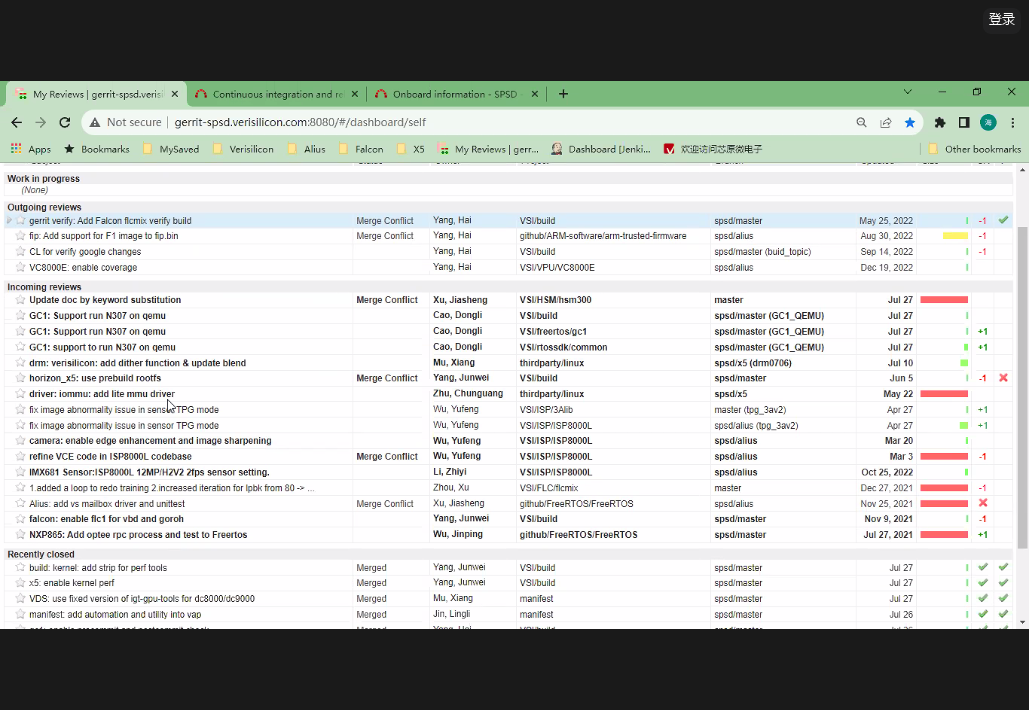 登录
My Reviews | gerrit-spsd.verisi
Continuous integration and re
Onboard information - SPSD
Not secure | gerrit-spsd.verisilicon.com:8080/#/dashboard/self
Apps Bookmarks MySaved Verisilicon Alius Falcon X5 My Reviews | gerr... Dashboard [Jenki... 欢迎访问芯原微电子 Other bookmarks
Work in progress
(None)
Outgoing reviews
gerrit verify: Add Falcon flcmix verify build Merge Conflict Yang, Hai VSI/build spsd/master May 25, 2022 -1
fip: Add support for F1 image to fip.bin Merge Conflict Yang, Hai github/ARM-software/arm-trusted-firmware spsd/alius Aug 30, 2022 -1
CL for verify google changes Yang, Hai VSI/build spsd/master (buid_topic) Sep 14, 2022 -1
VC8000E: enable coverage Yang, Hai VSI/VPU/VC8000E spsd/alius Dec 19, 2022
Incoming reviews
Update doc by keyword substitution Merge Conflict Xu, Jiasheng VSI/HSM/hsm300 master Jul 27
GC1: Support run N307 on qemu Cao, Dongli VSI/build spsd/master (GC1_QEMU) Jul 27
GC1: Support run N307 on qemu Cao, Dongli VSI/freertos/gc1 spsd/master (GC1_QEMU) Jul 27 +1
GC1: support to run N307 on qemu Cao, Dongli VSI/rtossdk/common spsd/master (GC1_QEMU) Jul 27 +1
drm: verisilicon: add dither function & update blend Mu, Xiang thirdparty/linux spsd/x5 (drm0706) Jul 10
horizon_x5: use prebuild rootfs Merge Conflict Yang, Junwei VSI/build spsd/master Jun 5 -1
driver: iommu: add lite mmu driver Zhu, Chunguang thirdparty/linux spsd/x5 May 22
fix image abnormality issue in sensor TPG mode Wu, Yufeng VSI/ISP/3Alib master (tpg_3av2) Apr 27 +1
fix image abnormality issue in sensor TPG mode Wu, Yufeng VSI/ISP/ISP8000L spsd/alius (tpg_3av2) Apr 27 +1
camera: enable edge enhancement and image sharpening Wu, Yufeng VSI/ISP/ISP8000L spsd/alius Mar 20
refine VCE code in ISP8000L codebase Merge Conflict Wu, Yufeng VSI/ISP/ISP8000L spsd/alius Mar 3 -1
IMX681 Sensor:ISP8000L 12MP/H2V2 2fps sensor setting. Li, Zhiyi VSI/ISP/ISP8000L spsd/alius Oct 25, 2022
1.added a loop to redo training 2.increased iteration for lpbk from 80 -> ... Zhou, Xu VSI/FLC/flcmix master Dec 27, 2021 -1
Alius: add vs mailbox driver and unittest Merge Conflict Xu, Jiasheng github/FreeRTOS/FreeRTOS spsd/alius Nov 25, 2021
falcon: enable flc1 for vbd and goroh Yang, Junwei VSI/build spsd/master Nov 9, 2021 -1
NXP865: Add optee rpc process and test to Freertos Wu, Jinping github/FreeRTOS/FreeRTOS spsd/master Jul 27, 2021 +1
Recently closed
build: kernel: add strip for perf tools Merged Yang, Junwei VSI/build spsd/master Jul 27
x5: enable kernel perf Merged Yang, Junwei VSI/build spsd/master Jul 27
VDS: use fixed version of igt-gpu-tools for dc8000/dc9000 Merged Mu, Xiang manifest spsd/master Jul 27
manifest: add automation and utility into vap Merged Jin, Lingli manifest spsd/master Jul 26